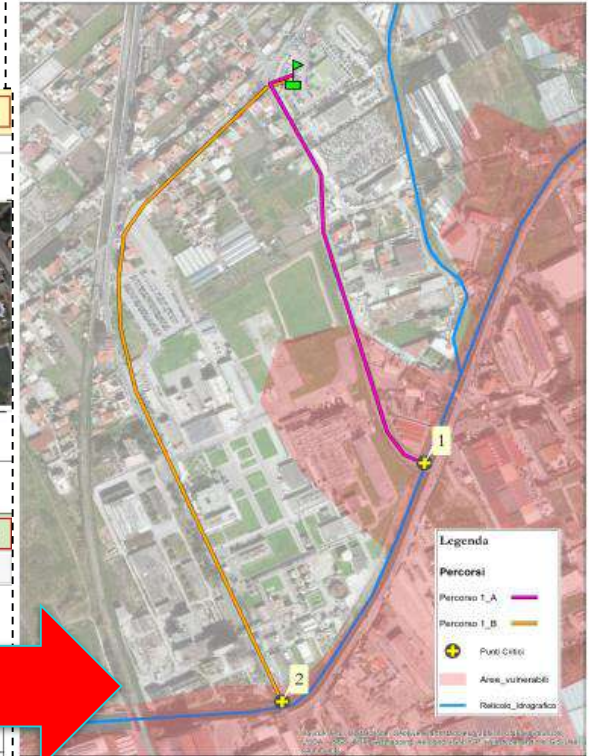 1
2
Legenda
Percorsi
Percorso 1_A
Percorso 1_B
Punti Critici
Aree_vulnerabili
Reticolo_Idrografico